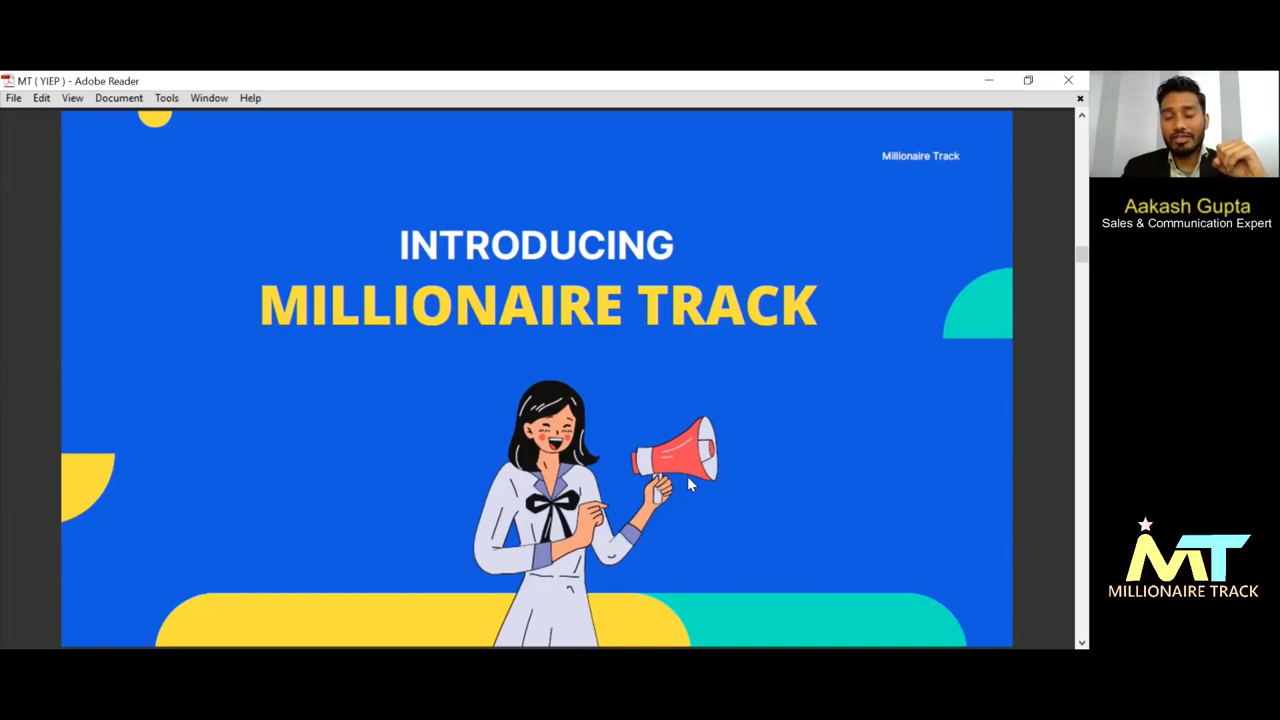 MT ( YIEP ) - Adobe Reader
File Edit View Document Tools Window Help
Millionaire Track
INTRODUCING
MILLIONAIRE TRACK
Aakash Gupta
Sales & Communication Expert
MT
MILLIONAIRE TRACK